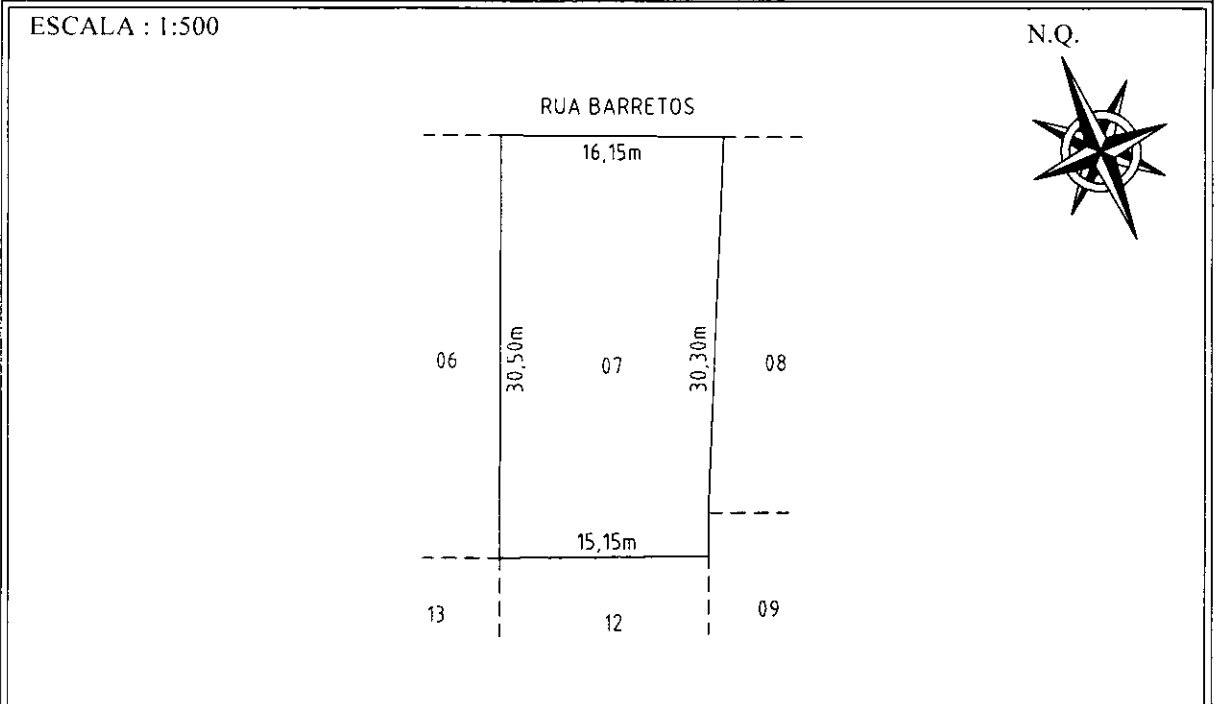 ESCALA : 1:500
N.Q.
RUA BARRETOS
16,15m
06
30,50m
07
30,30m
08
15,15m
13
12
09